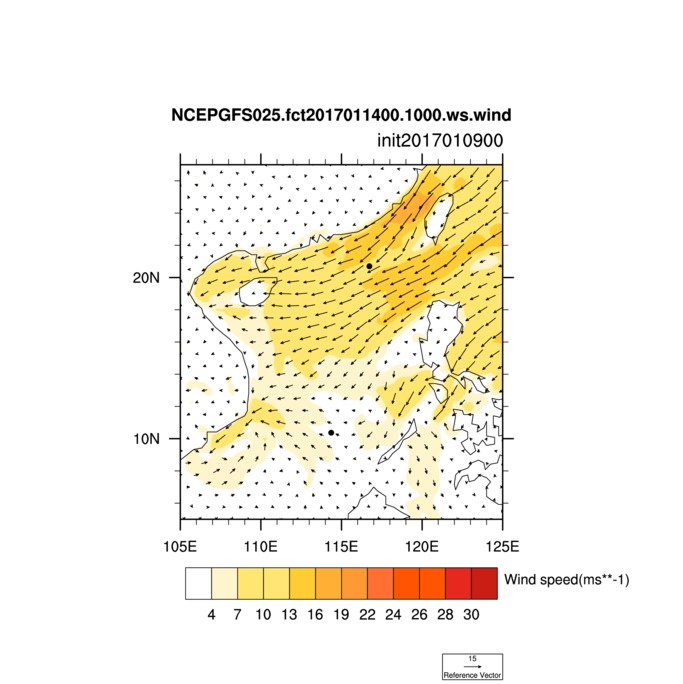 NCEPGFS025.fct2017011400.1000.ws.wind
init2017010900
20N
10N
105E 110E 115E 120E 125E
Wind speed(ms**-1)
4 7 10 13 16 19 22 24 26 28 30
15
Reference Vector